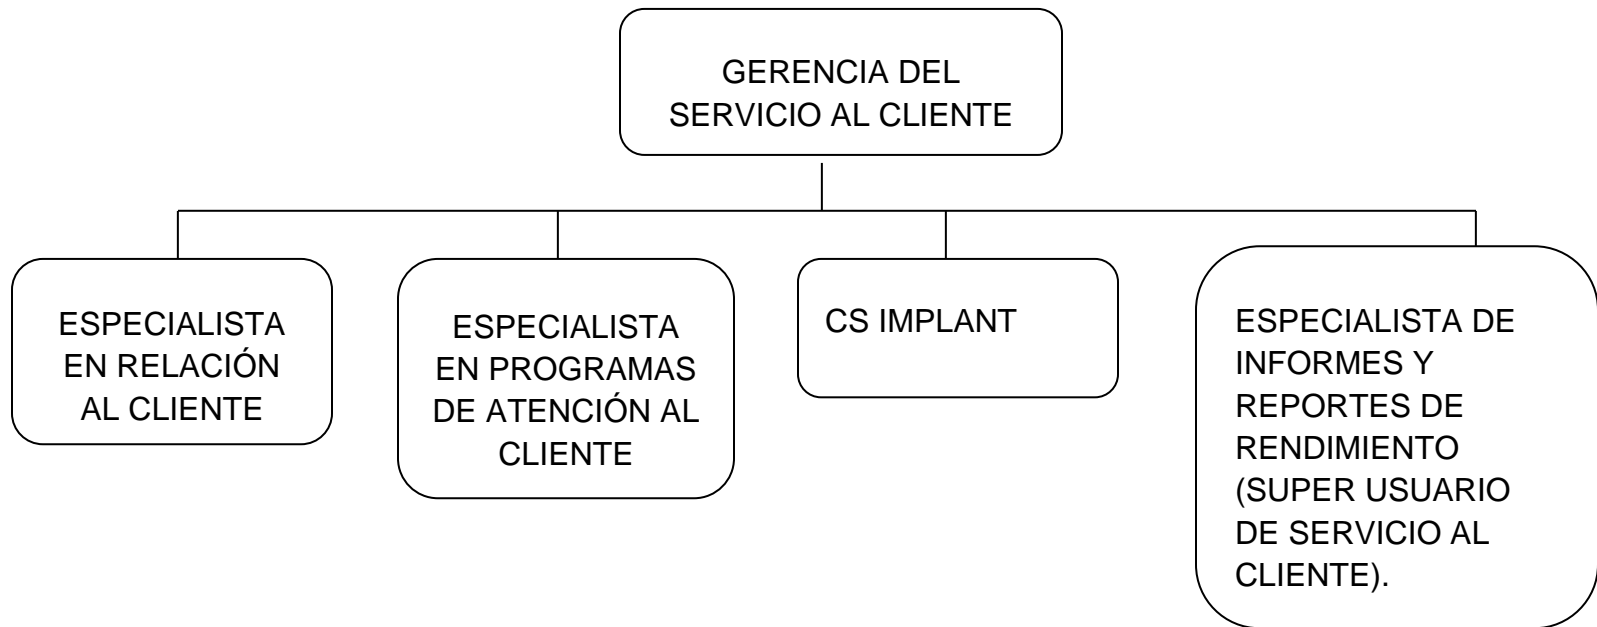 GERENCIA DEL
SERVICIO AL CLIENTE
ESPECIALISTA
EN RELACIÓN
AL CLIENTE
ESPECIALISTA
EN PROGRAMAS
DE ATENCIÓN AL
CLIENTE
CS IMPLANT
ESPECIALISTA DE
INFORMES Y
REPORTES DE
RENDIMIENTO
(SUPER USUARIO
DE SERVICIO AL
CLIENTE).